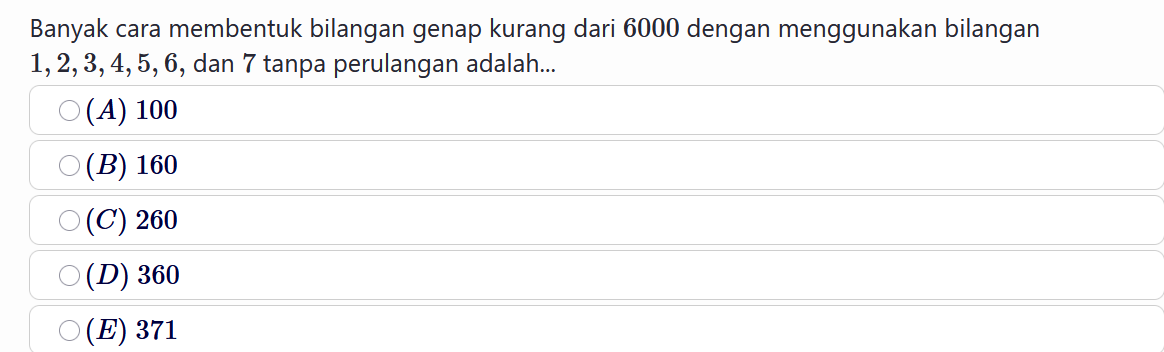 Banyak cara membentuk bilangan genap kurang dari 6000 dengan menggunakan bilangan
1, 2, 3, 4, 5, 6, dan 7 tanpa perulangan adalah...
(A) 100
(B) 160
(C) 260
(D) 360
(E) 371